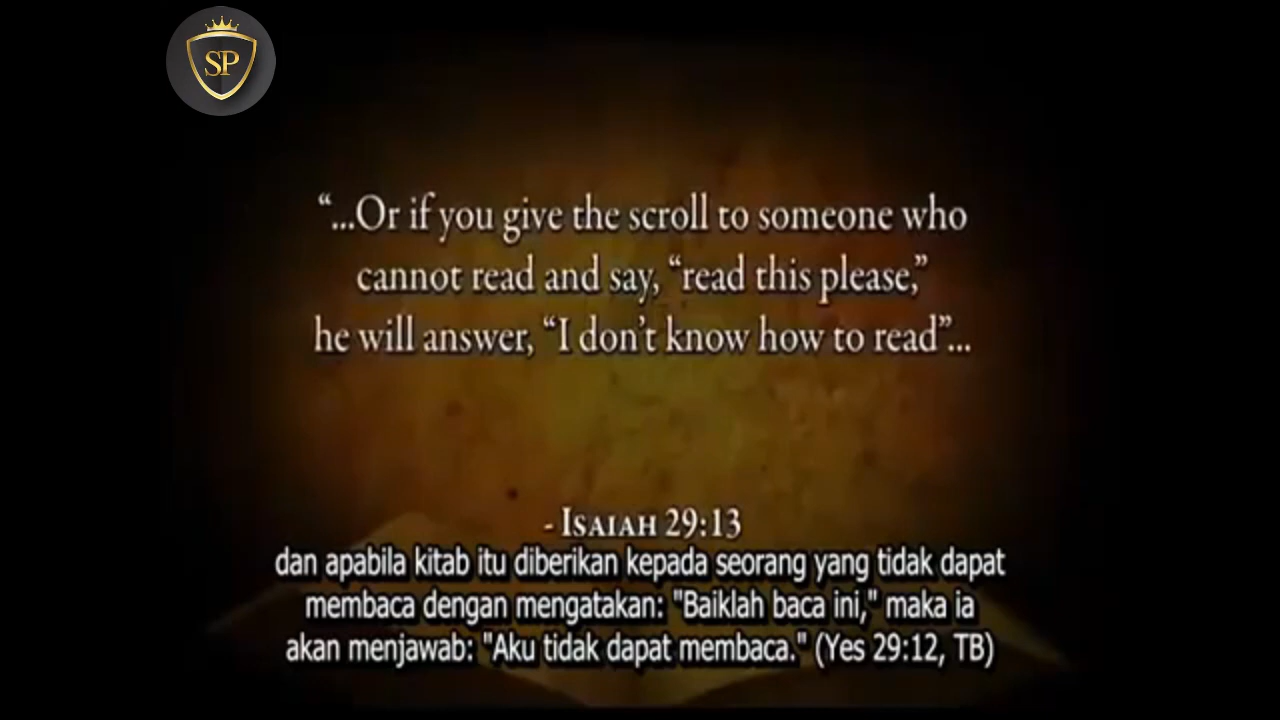 SP
“...Or if you give the scroll to someone who
cannot read and say, “read this please,”
he will answer, “I don’t know how to read”...
- ISAIAH 29:13
dan apabila kitab itu diberikan kepada seorang yang tidak dapat
membaca dengan mengatakan: "Baiklah baca ini," maka ia
akan menjawab: "Aku tidak dapat membaca." (Yes 29:12, TB)